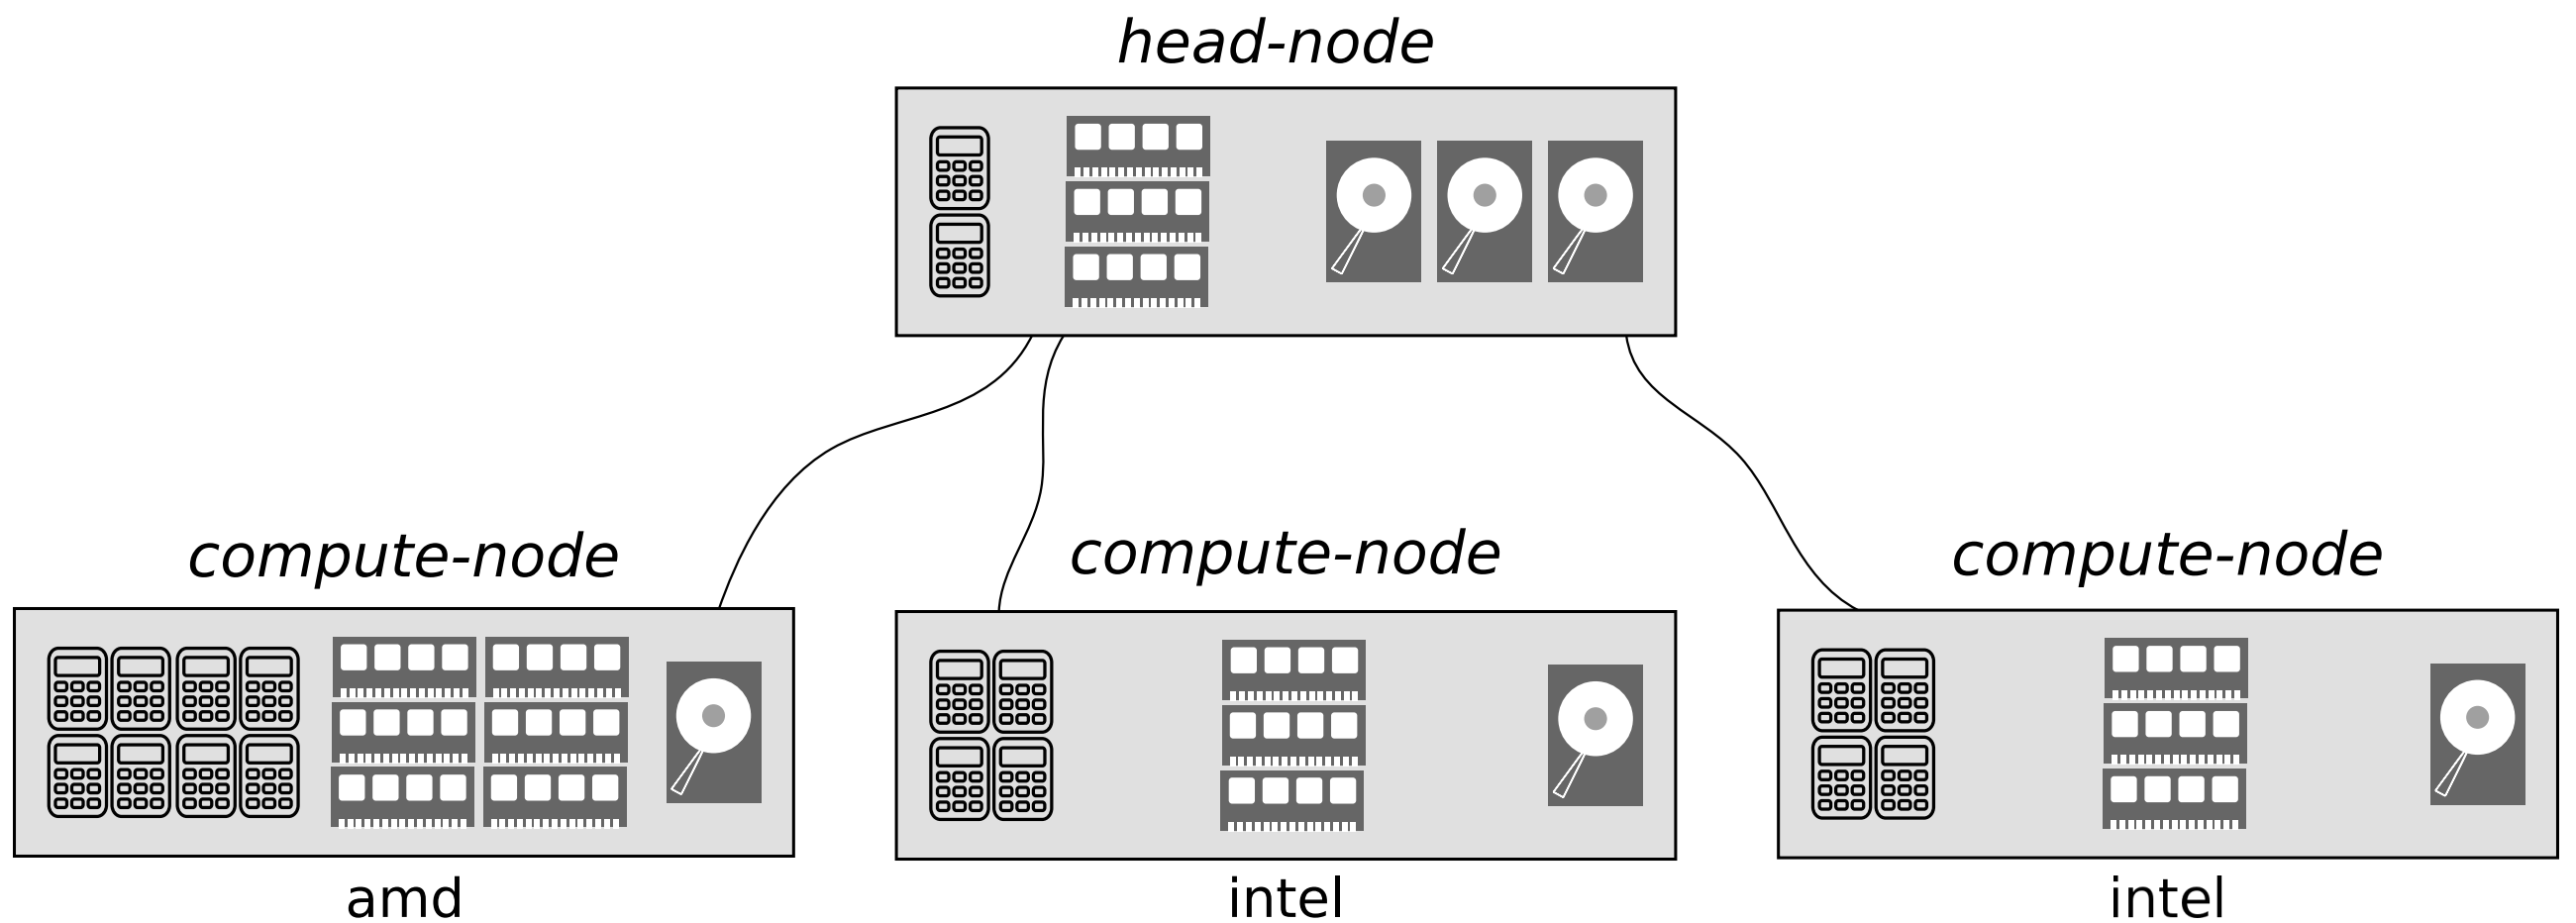 head-node
compute-node
compute-node
compute-node
amd
intel
intel